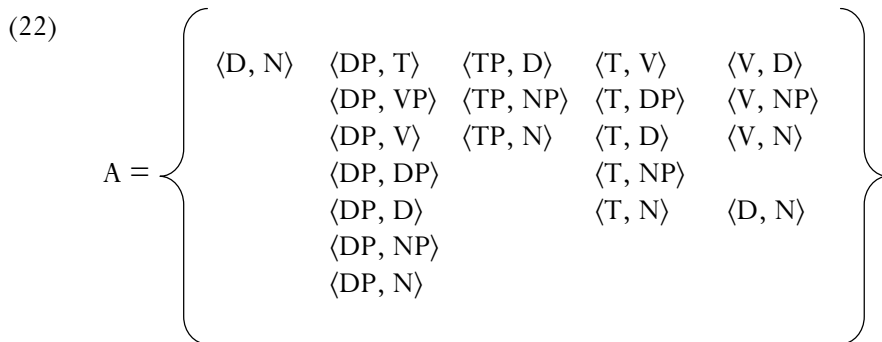 (22)
⟨D, N⟩ ⟨DP, T⟩ ⟨TP, D⟩ ⟨T, V⟩ ⟨V, D⟩
⟨DP, VP⟩ ⟨TP, NP⟩ ⟨T, DP⟩ ⟨V, NP⟩
⟨DP, V⟩ ⟨TP, N⟩ ⟨T, D⟩ ⟨V, N⟩
A = ⟨DP, DP⟩ ⟨T, NP⟩
⟨DP, D⟩ ⟨T, N⟩ ⟨D, N⟩
⟨DP, NP⟩
⟨DP, N⟩